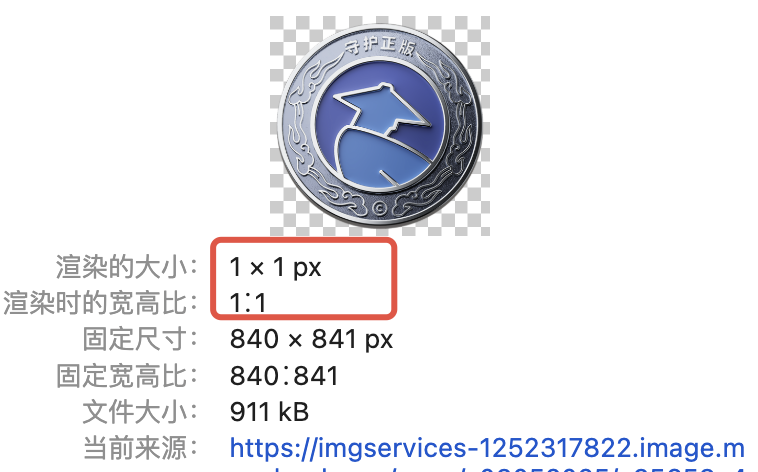 守护正版
©
渲染的大小： 1 × 1 px
渲染时的宽高比： 1∶1
固定尺寸： 840 × 841 px
固定宽高比： 840∶841
文件大小： 911 kB
当前来源： https://imgservices-1252317822.image.m